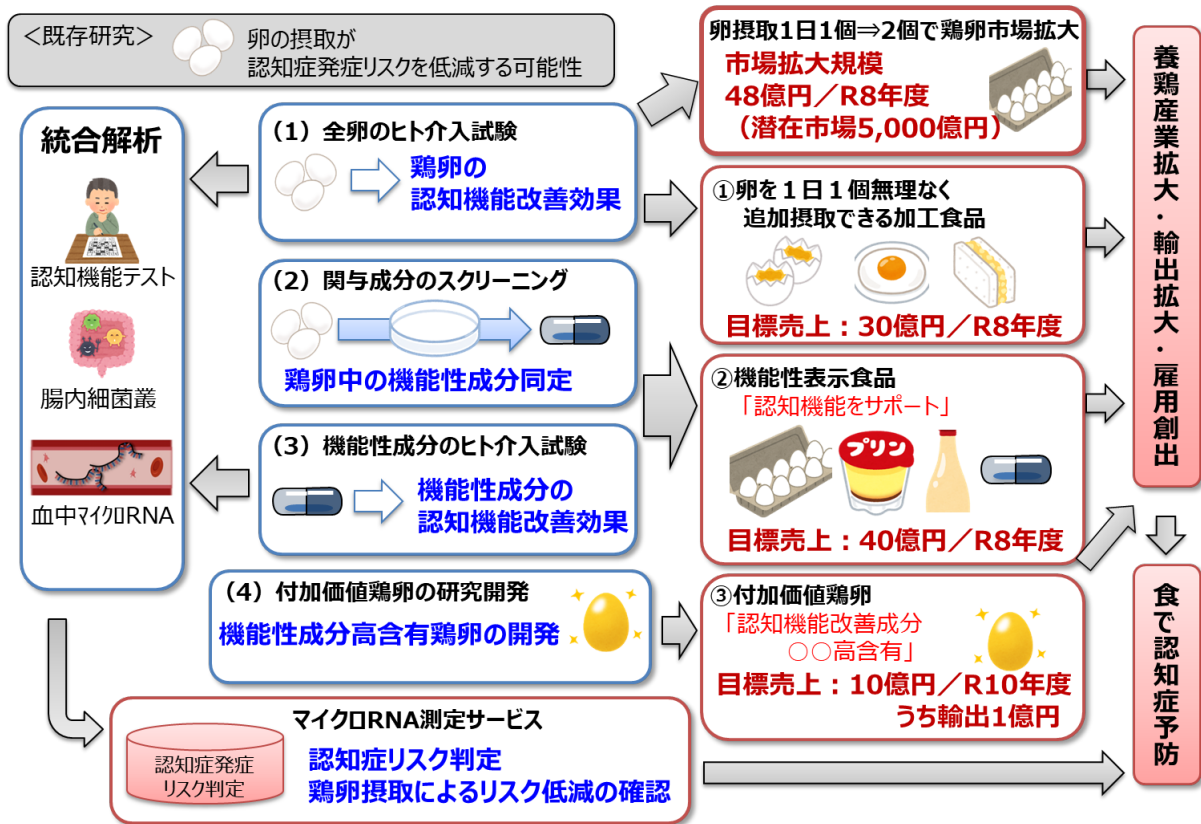 ＜既存研究＞
卵の摂取が
認知症発症リスクを低減する可能性
統合解析
認知機能テスト
腸内細菌叢
血中マイクロRNA
（1）全卵のヒト介入試験
鶏卵の
認知機能改善効果
（2）関与成分のスクリーニング
鶏卵中の機能性成分同定
（3）機能性成分のヒト介入試験
機能性成分の
認知機能改善効果
（4）付加価値鶏卵の研究開発
機能性成分高含有鶏卵の開発
マイクロRNA測定サービス
認知症発症
リスク判定
認知症リスク判定
鶏卵摂取によるリスク低減の確認
卵摂取1日1個⇒2個で鶏卵市場拡大
市場拡大規模
48億円／R8年度
（潜在市場5,000億円）
①卵を１日１個無理なく
追加摂取できる加工食品
目標売上：30億円／R8年度
②機能性表示食品
「認知機能をサポート」
プリン
目標売上：40億円／R8年度
③付加価値鶏卵
「認知機能改善成分
○○高含有」
目標売上：10億円／R10年度
うち輸出1億円
養鶏産業拡大・輸出拡大・雇用創出
食で認知症予防